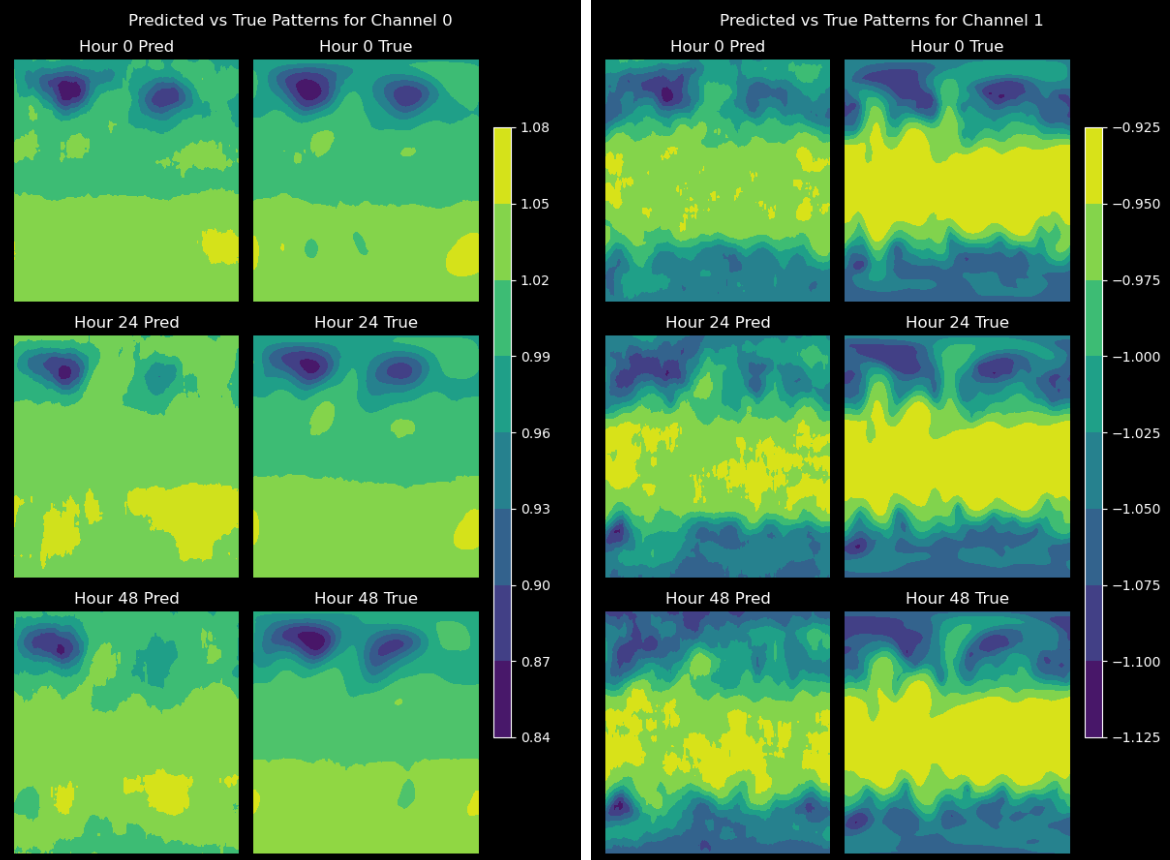 Predicted vs True Patterns for Channel 0
Hour 0 Pred
Hour 0 True
Hour 24 Pred
Hour 24 True
Hour 48 Pred
Hour 48 True
1.08
1.05
1.02
0.99
0.96
0.93
0.90
0.87
0.84
Predicted vs True Patterns for Channel 1
Hour 0 Pred
Hour 0 True
Hour 24 Pred
Hour 24 True
Hour 48 Pred
Hour 48 True
−0.925
−0.950
−0.975
−1.000
−1.025
−1.050
−1.075
−1.100
−1.125